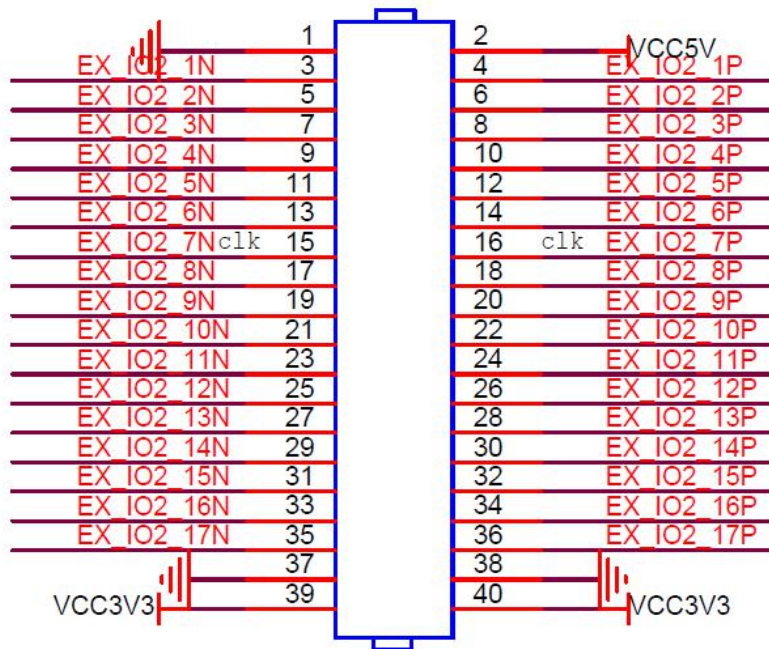 1 2 VCC5V
EX_IO2_1N 3 4 EX_IO2_1P
EX_IO2_2N 5 6 EX_IO2_2P
EX_IO2_3N 7 8 EX_IO2_3P
EX_IO2_4N 9 10 EX_IO2_4P
EX_IO2_5N 11 12 EX_IO2_5P
EX_IO2_6N 13 14 EX_IO2_6P
EX_IO2_7N clk 15 16 clk EX_IO2_7P
EX_IO2_8N 17 18 EX_IO2_8P
EX_IO2_9N 19 20 EX_IO2_9P
EX_IO2_10N 21 22 EX_IO2_10P
EX_IO2_11N 23 24 EX_IO2_11P
EX_IO2_12N 25 26 EX_IO2_12P
EX_IO2_13N 27 28 EX_IO2_13P
EX_IO2_14N 29 30 EX_IO2_14P
EX_IO2_15N 31 32 EX_IO2_15P
EX_IO2_16N 33 34 EX_IO2_16P
EX_IO2_17N 35 36 EX_IO2_17P
37 38
VCC3V3 39 40 VCC3V3